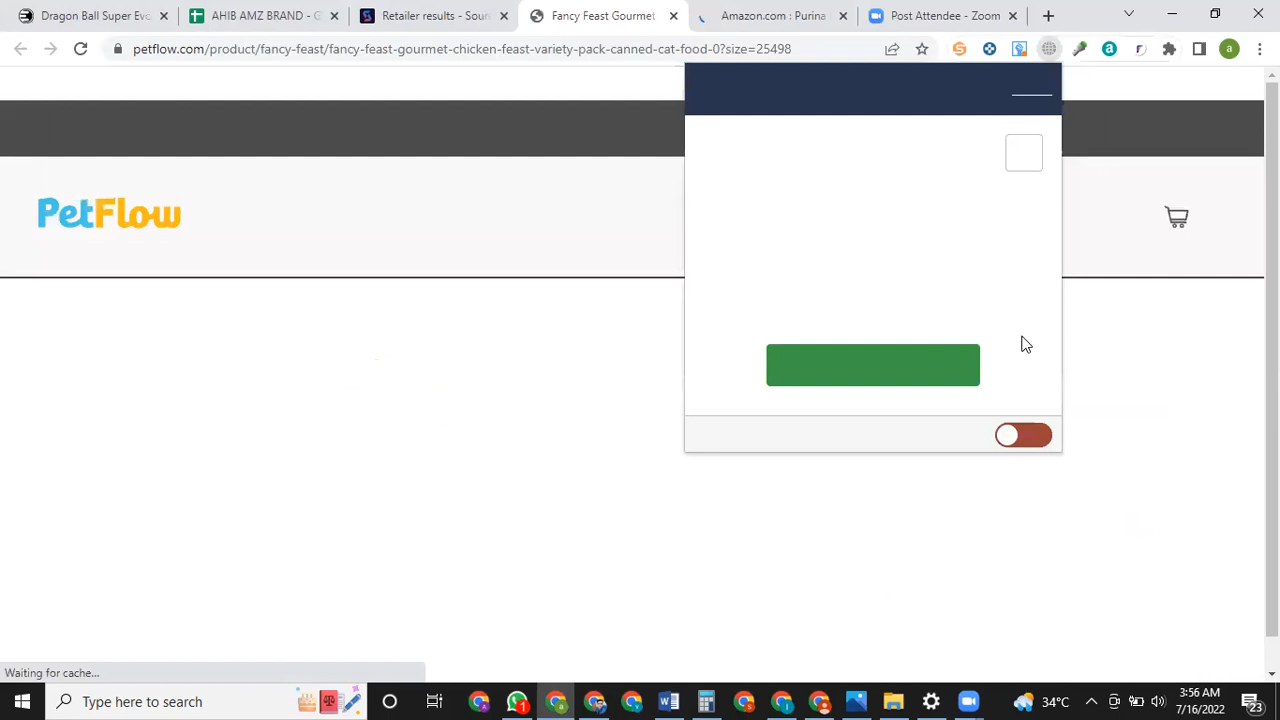 Dragon Ball Super Evo
AHIB AMZ BRAND - G
Retailer results - Sour
Fancy Feast Gourmet
Amazon.com : Purina
Post Attendee - Zoom
petflow.com/product/fancy-feast/fancy-feast-gourmet-chicken-feast-variety-pack-canned-cat-food-0?size=25498
a
PetFlow
Waiting for cache...
Type here to search
1
34°C
3:56 AM
7/16/2022
23